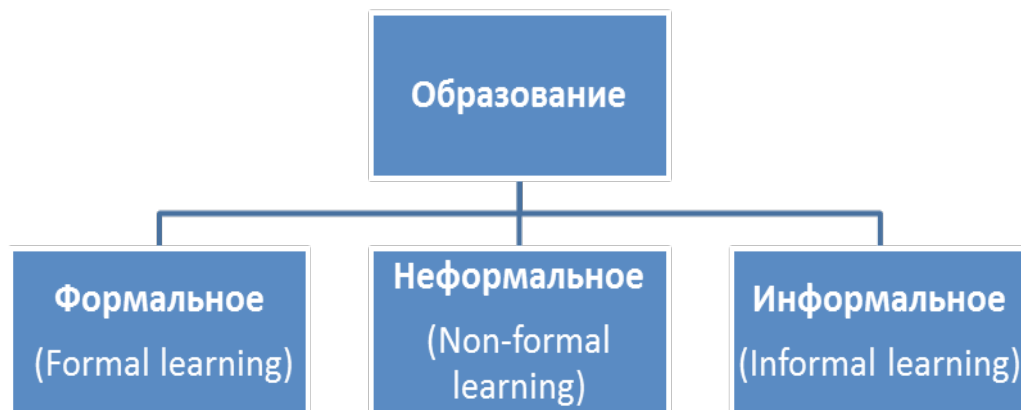 Образование
Формальное
(Formal learning)
Неформальное
(Non-formal
learning)
Информальное
(Informal learning)